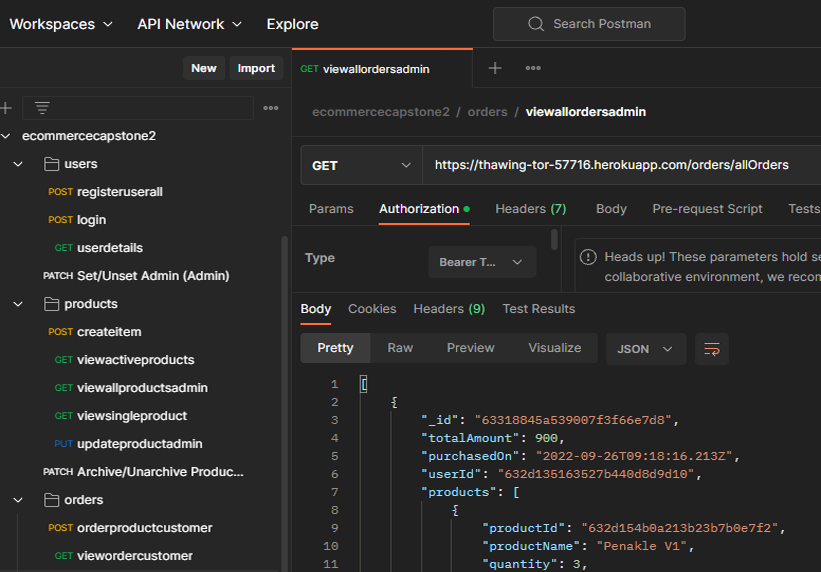 Workspaces API Network Explore Search Postman
New Import
GET viewallordersadmin
ecommercecapstone2 / orders / viewallordersadmin
ecommercecapstone2
users
POST registeruserall
POST login
GET userdetails
PATCH Set/Unset Admin (Admin)
products
POST createitem
GET viewactiveproducts
GET viewallproductsadmin
GET viewsingleproduct
PUT updateproductadmin
PATCH Archive/Unarchive Produc...
orders
POST orderproductcustomer
GET viewordercustomer
GET https://thawing-tor-57716.herokuapp.com/orders/allOrders
Params Authorization Headers (7) Body Pre-request Script Tests
Type Bearer T...
Heads up! These parameters hold se
collaborative environment, we recom
Body Cookies Headers (9) Test Results
Pretty Raw Preview Visualize JSON
1 [
2 {
3 "_id": "63318845a539007f3f66e7d8",
4 "totalAmount": 900,
5 "purchasedOn": "2022-09-26T09:18:16.213Z",
6 "userId": "632d135163527b440d8d9d10",
7 "products": [
8 {
9 "productId": "632d154b0a213b23b7b0e7f2",
10 "productName": "Penakle V1",
11 "quantity": 3,